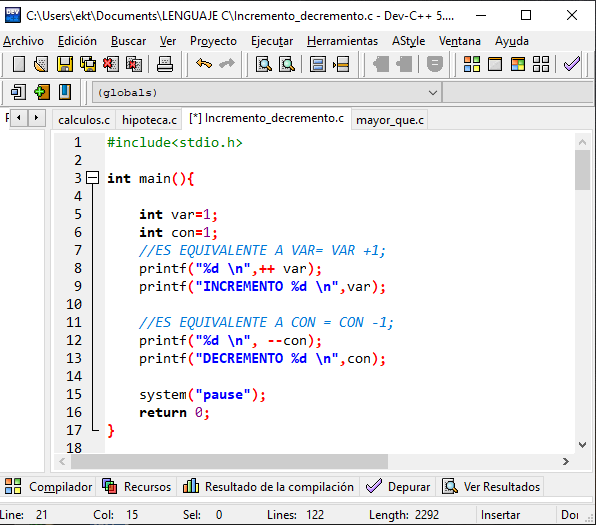 C:\Users\ekt\Documents\LENGUAJE C\Incremento_decremento.c - Dev-C++ 5....
Archivo Edición Buscar Ver Proyecto Ejecutar Herramientas AStyle Ventana Ayuda
(globals)
calculos.c hipoteca.c [*] Incremento_decremento.c mayor_que.c
1 #include<stdio.h>
2
3 int main(){
4
5 int var=1;
6 int con=1;
7 //ES EQUIVALENTE A VAR= VAR +1;
8 printf("%d \n",++ var);
9 printf("INCREMENTO %d \n",var);
10
11 //ES EQUIVALENTE A CON = CON -1;
12 printf("%d \n", --con);
13 printf("DECREMENTO %d \n",con);
14
15 system("pause");
16 return 0;
17 }
18
Compilador Recursos Resultado de la compilación Depurar Ver Resultados
Line: 21 Col: 15 Sel: 0 Lines: 122 Length: 2292 Insertar